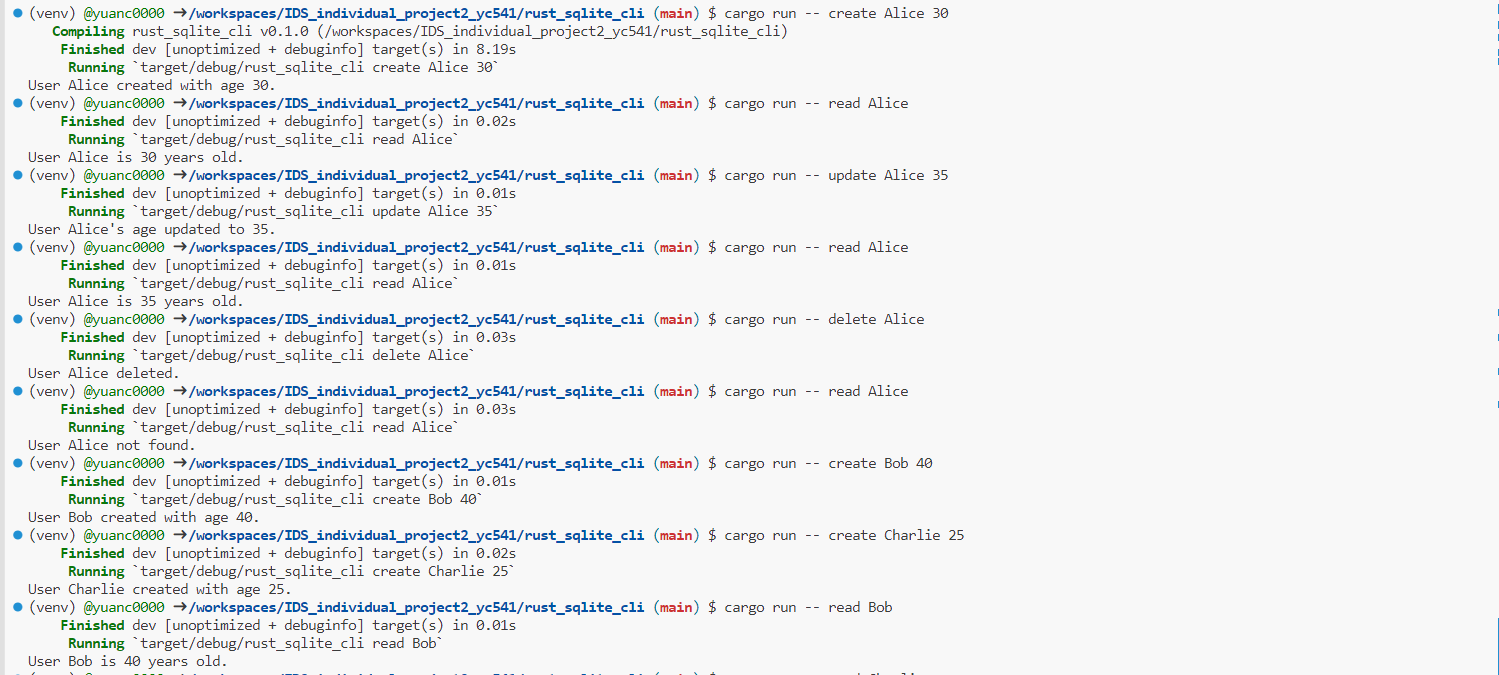 (venv) @yuanc0000 ➜/workspaces/IDS_individual_project2_yc541/rust_sqlite_cli (main) $ cargo run -- create Alice 30
Compiling rust_sqlite_cli v0.1.0 (/workspaces/IDS_individual_project2_yc541/rust_sqlite_cli)
Finished dev [unoptimized + debuginfo] target(s) in 8.19s
Running `target/debug/rust_sqlite_cli create Alice 30`
User Alice created with age 30.
(venv) @yuanc0000 ➜/workspaces/IDS_individual_project2_yc541/rust_sqlite_cli (main) $ cargo run -- read Alice
Finished dev [unoptimized + debuginfo] target(s) in 0.02s
Running `target/debug/rust_sqlite_cli read Alice`
User Alice is 30 years old.
(venv) @yuanc0000 ➜/workspaces/IDS_individual_project2_yc541/rust_sqlite_cli (main) $ cargo run -- update Alice 35
Finished dev [unoptimized + debuginfo] target(s) in 0.01s
Running `target/debug/rust_sqlite_cli update Alice 35`
User Alice's age updated to 35.
(venv) @yuanc0000 ➜/workspaces/IDS_individual_project2_yc541/rust_sqlite_cli (main) $ cargo run -- read Alice
Finished dev [unoptimized + debuginfo] target(s) in 0.01s
Running `target/debug/rust_sqlite_cli read Alice`
User Alice is 35 years old.
(venv) @yuanc0000 ➜/workspaces/IDS_individual_project2_yc541/rust_sqlite_cli (main) $ cargo run -- delete Alice
Finished dev [unoptimized + debuginfo] target(s) in 0.03s
Running `target/debug/rust_sqlite_cli delete Alice`
User Alice deleted.
(venv) @yuanc0000 ➜/workspaces/IDS_individual_project2_yc541/rust_sqlite_cli (main) $ cargo run -- read Alice
Finished dev [unoptimized + debuginfo] target(s) in 0.03s
Running `target/debug/rust_sqlite_cli read Alice`
User Alice not found.
(venv) @yuanc0000 ➜/workspaces/IDS_individual_project2_yc541/rust_sqlite_cli (main) $ cargo run -- create Bob 40
Finished dev [unoptimized + debuginfo] target(s) in 0.01s
Running `target/debug/rust_sqlite_cli create Bob 40`
User Bob created with age 40.
(venv) @yuanc0000 ➜/workspaces/IDS_individual_project2_yc541/rust_sqlite_cli (main) $ cargo run -- create Charlie 25
Finished dev [unoptimized + debuginfo] target(s) in 0.02s
Running `target/debug/rust_sqlite_cli create Charlie 25`
User Charlie created with age 25.
(venv) @yuanc0000 ➜/workspaces/IDS_individual_project2_yc541/rust_sqlite_cli (main) $ cargo run -- read Bob
Finished dev [unoptimized + debuginfo] target(s) in 0.01s
Running `target/debug/rust_sqlite_cli read Bob`
User Bob is 40 years old.